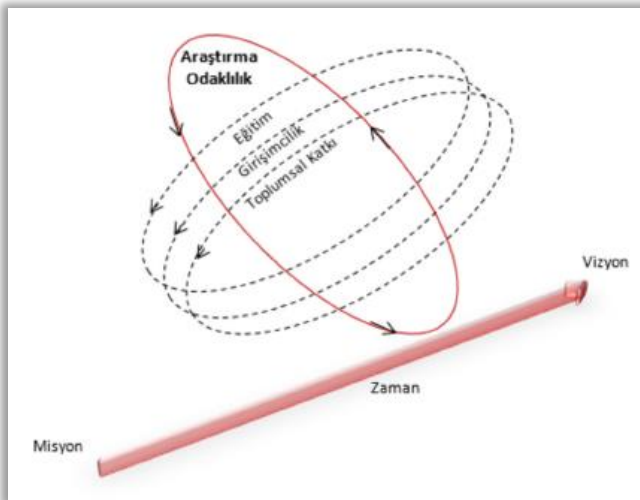 Araştırma
Odaklılık
Eğitim
Girişimcilik
Toplumsal Katkı
Vizyon
Zaman
Misyon